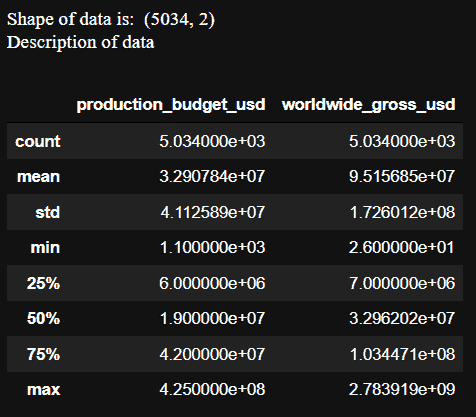 Shape of data is: (5034, 2)
Description of data
production_budget_usd worldwide_gross_usd
count 5.034000e+03 5.034000e+03
mean 3.290784e+07 9.515685e+07
std 4.112589e+07 1.726012e+08
min 1.100000e+03 2.600000e+01
25% 6.000000e+06 7.000000e+06
50% 1.900000e+07 3.296202e+07
75% 4.200000e+07 1.034471e+08
max 4.250000e+08 2.783919e+09